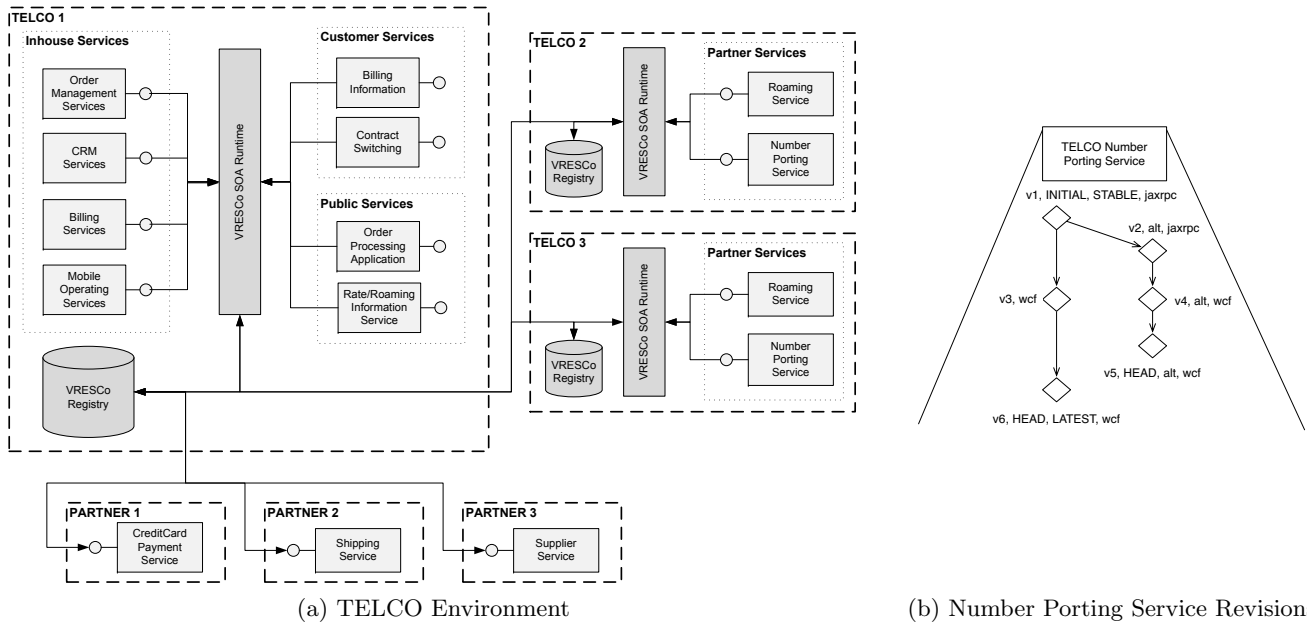 TELCO 1
Inhouse Services
Order
Management
Services
CRM
Services
Billing
Services
Mobile
Operating
Services
VRESCo SOA Runtime
Customer Services
Billing
Information
Contract
Switching
Public Services
Order
Processing
Application
Rate/Roaming
Information
Service
VRESCo
Registry
TELCO 2
VRESCo
Registry
VRESCo SOA Runtime
Partner Services
Roaming
Service
Number
Porting
Service
TELCO 3
VRESCo
Registry
VRESCo SOA Runtime
Partner Services
Roaming
Service
Number
Porting
Service
PARTNER 1
CreditCard
Payment
Service
PARTNER 2
Shipping
Service
PARTNER 3
Supplier
Service
(a) TELCO Environment
TELCO Number
Porting Service
v1, INITIAL, STABLE, jaxrpc
v2, alt, jaxrpc
v3, wcf
v4, alt, wcf
v5, HEAD, alt, wcf
v6, HEAD, LATEST, wcf
(b) Number Porting Service Revision